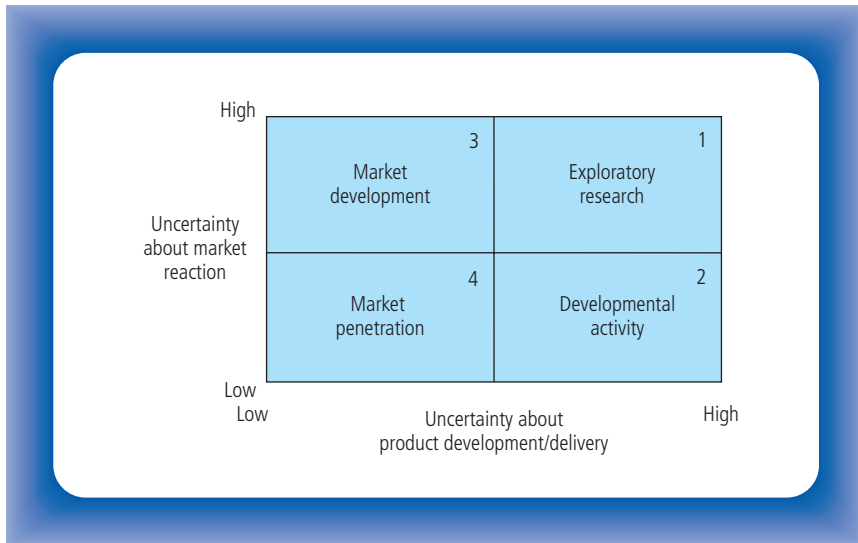 High
3
Market
development
1
Exploratory
research
Uncertainty
about market
reaction
4
Market
penetration
2
Developmental
activity
Low
Low
Uncertainty about
product development/delivery
High